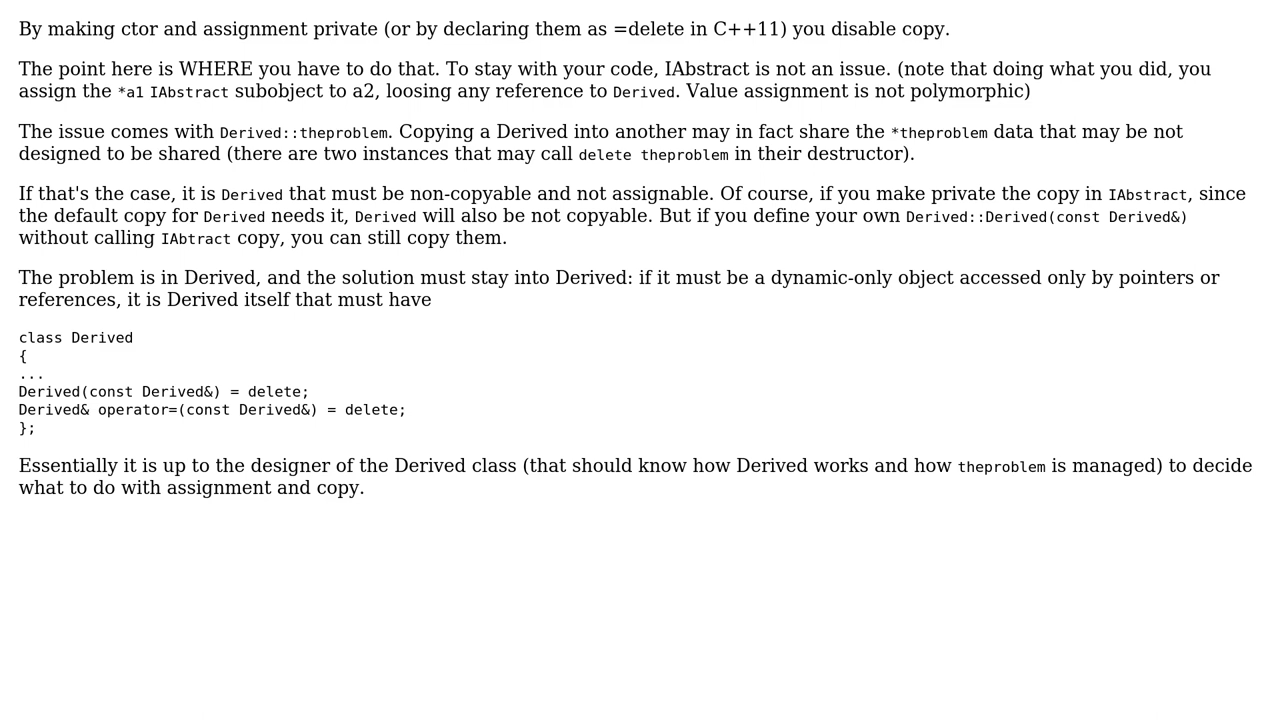 By making ctor and assignment private (or by declaring them as =delete in C++11) you disable copy.
The point here is WHERE you have to do that. To stay with your code, IAbstract is not an issue. (note that doing what you did, you
assign the *a1 IAbstract subobject to a2, loosing any reference to Derived. Value assignment is not polymorphic)
The issue comes with Derived::theproblem. Copying a Derived into another may in fact share the *theproblem data that may be not
designed to be shared (there are two instances that may call delete theproblem in their destructor).
If that's the case, it is Derived that must be non-copyable and not assignable. Of course, if you make private the copy in IAbstract, since
the default copy for Derived needs it, Derived will also be not copyable. But if you define your own Derived::Derived(const Derived&)
without calling IAbtract copy, you can still copy them.
The problem is in Derived, and the solution must stay into Derived: if it must be a dynamic-only object accessed only by pointers or
references, it is Derived itself that must have
class Derived
{
...
Derived(const Derived&) = delete;
Derived& operator=(const Derived&) = delete;
};
Essentially it is up to the designer of the Derived class (that should know how Derived works and how theproblem is managed) to decide
what to do with assignment and copy.